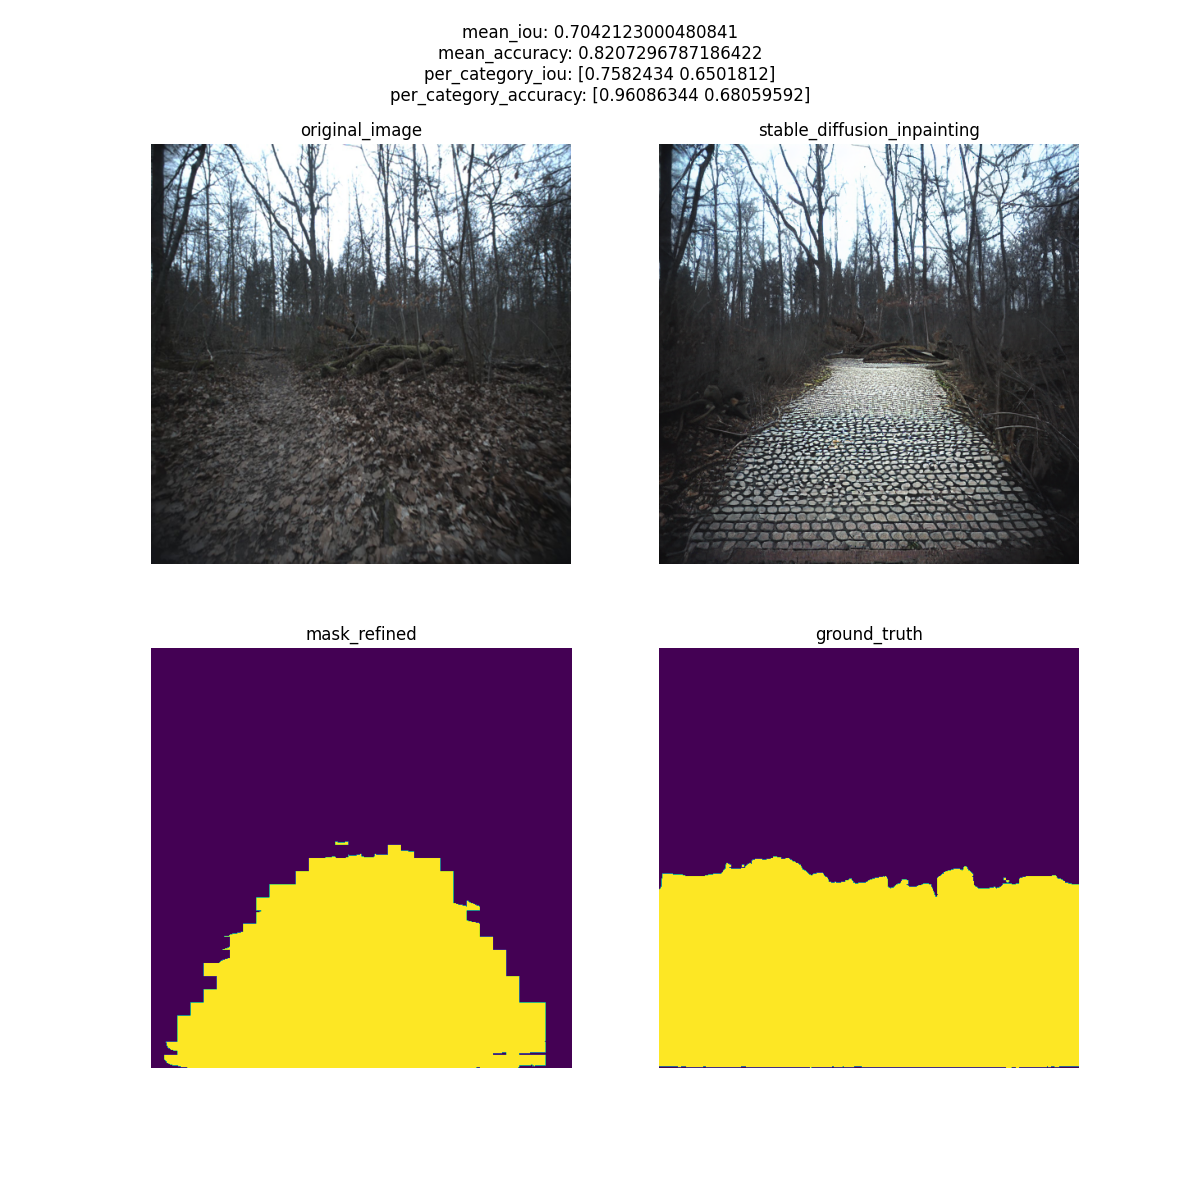 mean_iou: 0.7042123000480841
mean_accuracy: 0.8207296787186422
per_category_iou: [0.7582434 0.6501812]
per_category_accuracy: [0.96086344 0.68059592]
original_image
stable_diffusion_inpainting
mask_refined
ground_truth